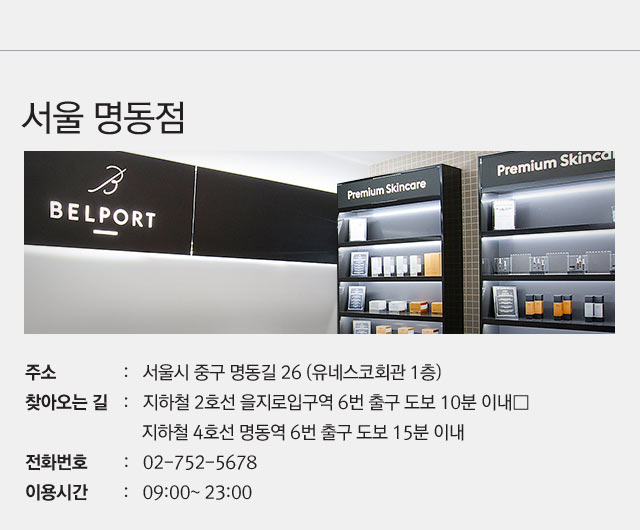 서울 명동점
BELPORT
Premium Skincare
Premium Skincar
주소 : 서울시 중구 명동길 26 (유네스코회관 1층)
찾아오는 길 : 지하철 2호선 을지로입구역 6번 출구 도보 10분 이내□
지하철 4호선 명동역 6번 출구 도보 15분 이내
전화번호 : 02-752-5678
이용시간 : 09:00~ 23:00